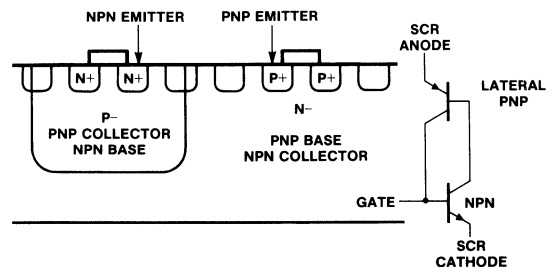 NPN EMITTER
PNP EMITTER
N+
N+
P+
P+
P−
PNP COLLECTOR
NPN BASE
N−
PNP BASE
NPN COLLECTOR
SCR
ANODE
LATERAL
PNP
GATE
NPN
SCR
CATHODE